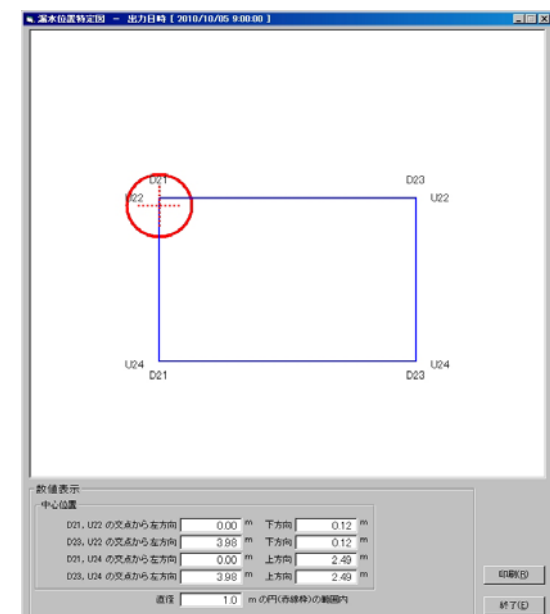 漏水位置特定図 － 出力日時 [ 2010/10/05 9:00:00 ]
D21 D23
U22 U22
U24 U24
D21 D23
数値表示
中心位置
D21, U22 の交点から左方向 0.00 m 下方向 0.12 m
D23, U22 の交点から左方向 3.98 m 下方向 0.12 m
D21, U24 の交点から左方向 0.00 m 上方向 2.49 m
D23, U24 の交点から左方向 3.98 m 上方向 2.49 m
印刷(P)
直径 1.0 m の円(赤線枠)の範囲内
終了(E)